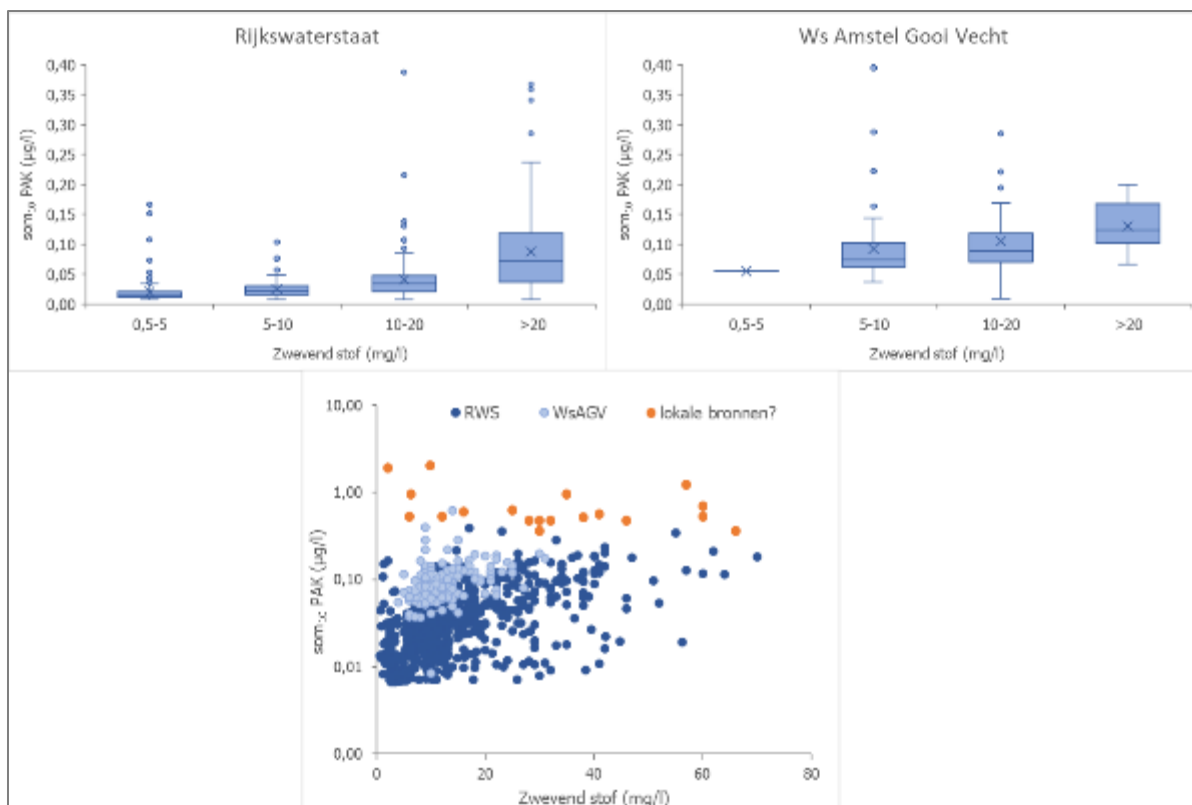 Rijkswaterstaat
0,40
0,35
0,30
0,25
0,20
0,15
0,10
0,05
0,00
PAK (µg/l)
0,5-5 5-10 10-20 >20
Zwevend stof (mg/l)
Ws Amstel Gooi Vecht
0,40
0,35
0,30
0,25
0,20
0,15
0,10
0,05
0,00
PAK (µg/l)
0,5-5 5-10 10-20 >20
Zwevend stof (mg/l)
RWS WsAGV lokale bronnen?
10,00
1,00
0,10
0,01
0,00
PAK (µg/l)
0 20 40 60 80
Zwevend stof (mg/l)